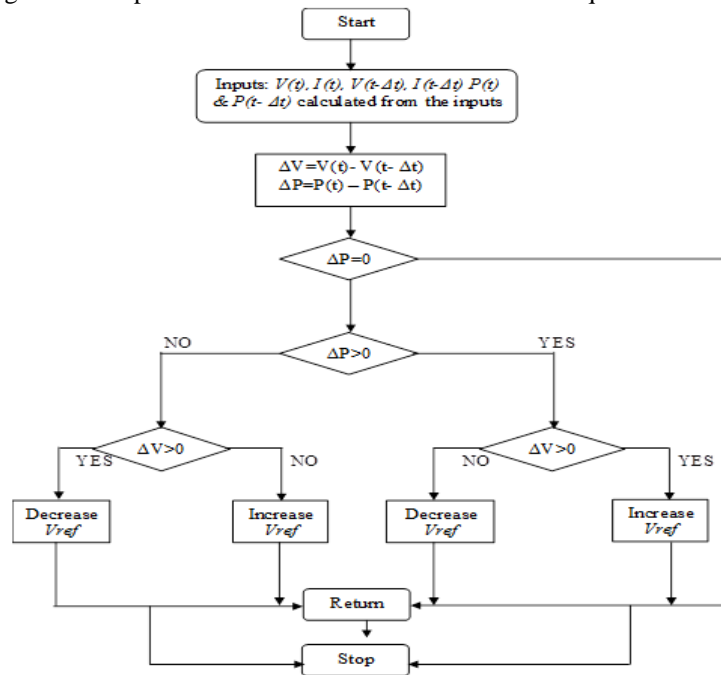 Start
Inputs: V(t), I(t), V(t-Δt), I(t-Δt) P(t)
& P(t- Δt) calculated from the inputs
ΔV=V(t)- V(t- Δt)
ΔP=P(t) – P(t- Δt)
ΔP=0
NO
ΔP>0
YES
ΔV>0
YES
NO
ΔV>0
NO
YES
Decrease
Vref
Increase
Vref
Decrease
Vref
Increase
Vref
Return
Stop